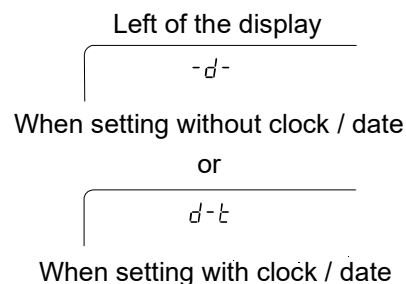 Left of the display
-d-
When setting without clock / date
or
d-t
When setting with clock / date